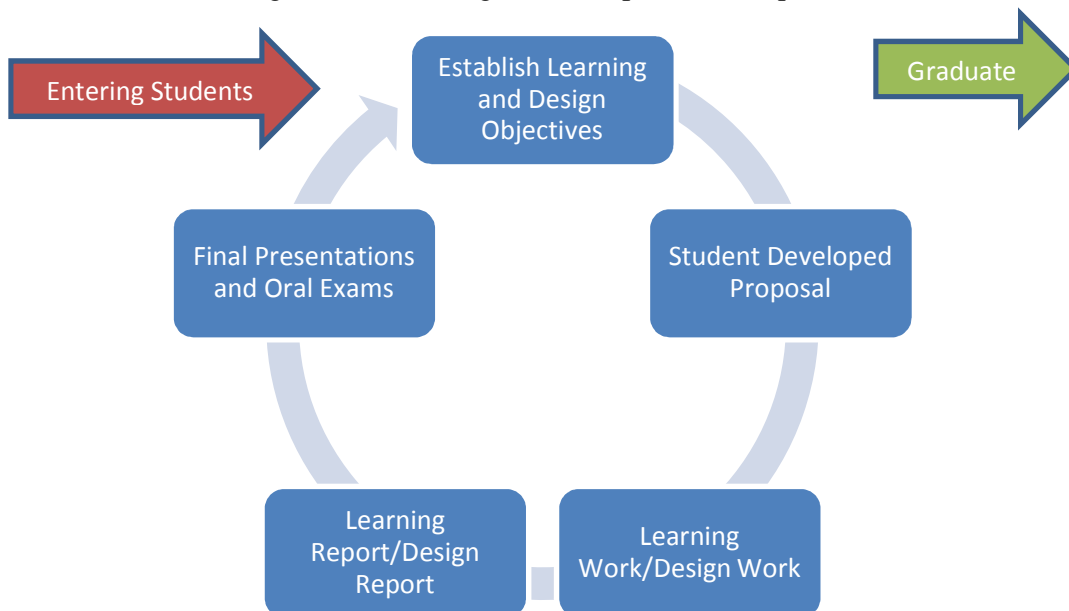 Entering Students
Establish Learning
and Design
Objectives
Graduate
Final Presentations
and Oral Exams
Student Developed
Proposal
Learning
Report/Design
Report
Learning
Work/Design Work